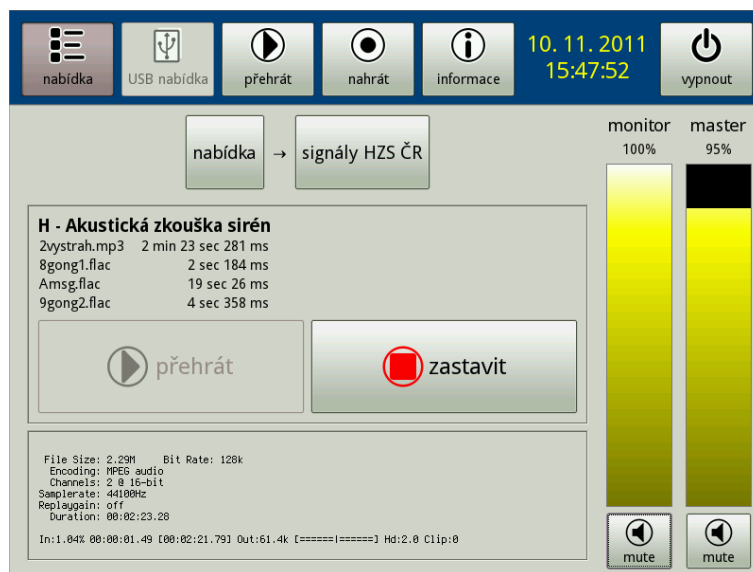 nabídka
USB nabídka
přehrát
nahrát
informace
10. 11. 2011
15:47:52
vypnout
nabídka → signály HZS ČR
monitor
100%
master
95%
H - Akustická zkouška sirén
2vystrah.mp3 2 min 23 sec 281 ms
8gong1.flac 2 sec 184 ms
Amsg.flac 19 sec 26 ms
9gong2.flac 4 sec 358 ms
přehrát
zastavit
File Size: 2.29M Bit Rate: 128k
Encoding: MPEG audio
Channels: 2 @ 16-bit
Samplerate: 44100Hz
Replaygain: off
Duration: 00:02:23.28
In:1.04% 00:00:01.49 [00:02:21.79] Out:61.4k [======|======] Hd:2.0 Clip:0
mute
mute